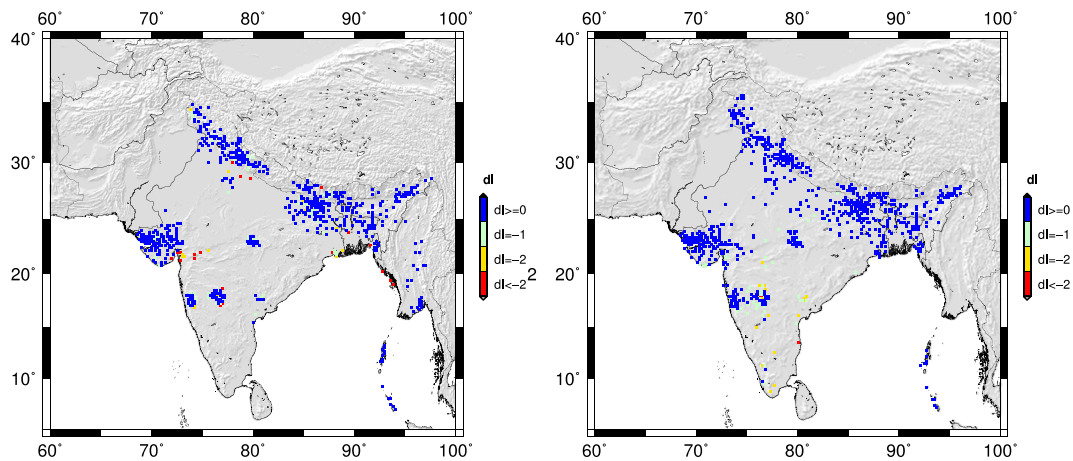 60˚ 70˚ 80˚ 90˚ 100˚ 60˚ 70˚ 80˚ 90˚ 100˚
40˚ 40˚
30˚ 30˚
dI dI
dI>=0 dI>=0
dI=-1 dI=-1
20˚ 2 20˚
dI=-2 dI=-2
dI<-2 dI<-2
10˚ 10˚
60˚ 70˚ 80˚ 90˚ 100˚ 60˚ 70˚ 80˚ 90˚ 100˚